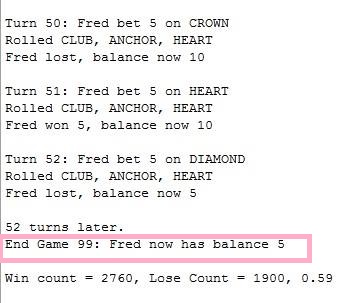 Turn 50: Fred bet 5 on CROWN
Rolled CLUB, ANCHOR, HEART
Fred lost, balance now 10
Turn 51: Fred bet 5 on HEART
Rolled CLUB, ANCHOR, HEART
Fred won 5, balance now 10
Turn 52: Fred bet 5 on DIAMOND
Rolled CLUB, ANCHOR, HEART
Fred lost, balance now 5
52 turns later.
End Game 99: Fred now has balance 5
Win count = 2760, Lose Count = 1900, 0.59